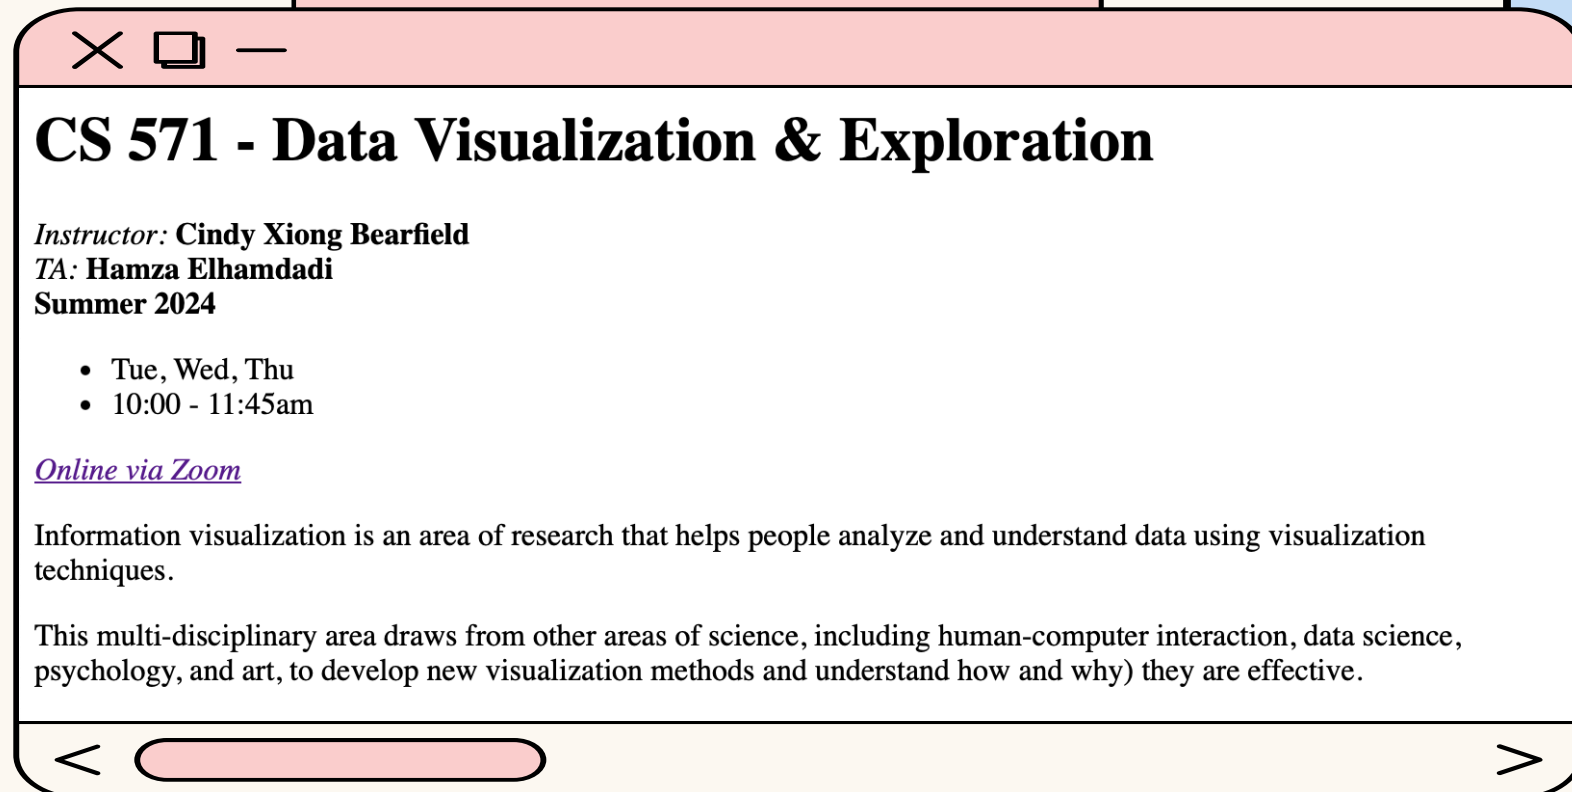 CS 571 - Data Visualization & Exploration
Instructor: Cindy Xiong Bearfield
TA: Hamza Elhamdadi
Summer 2024
• Tue, Wed, Thu
• 10:00 - 11:45am
Online via Zoom
Information visualization is an area of research that helps people analyze and understand data using visualization
techniques.
This multi-disciplinary area draws from other areas of science, including human-computer interaction, data science,
psychology, and art, to develop new visualization methods and understand how and why) they are effective.